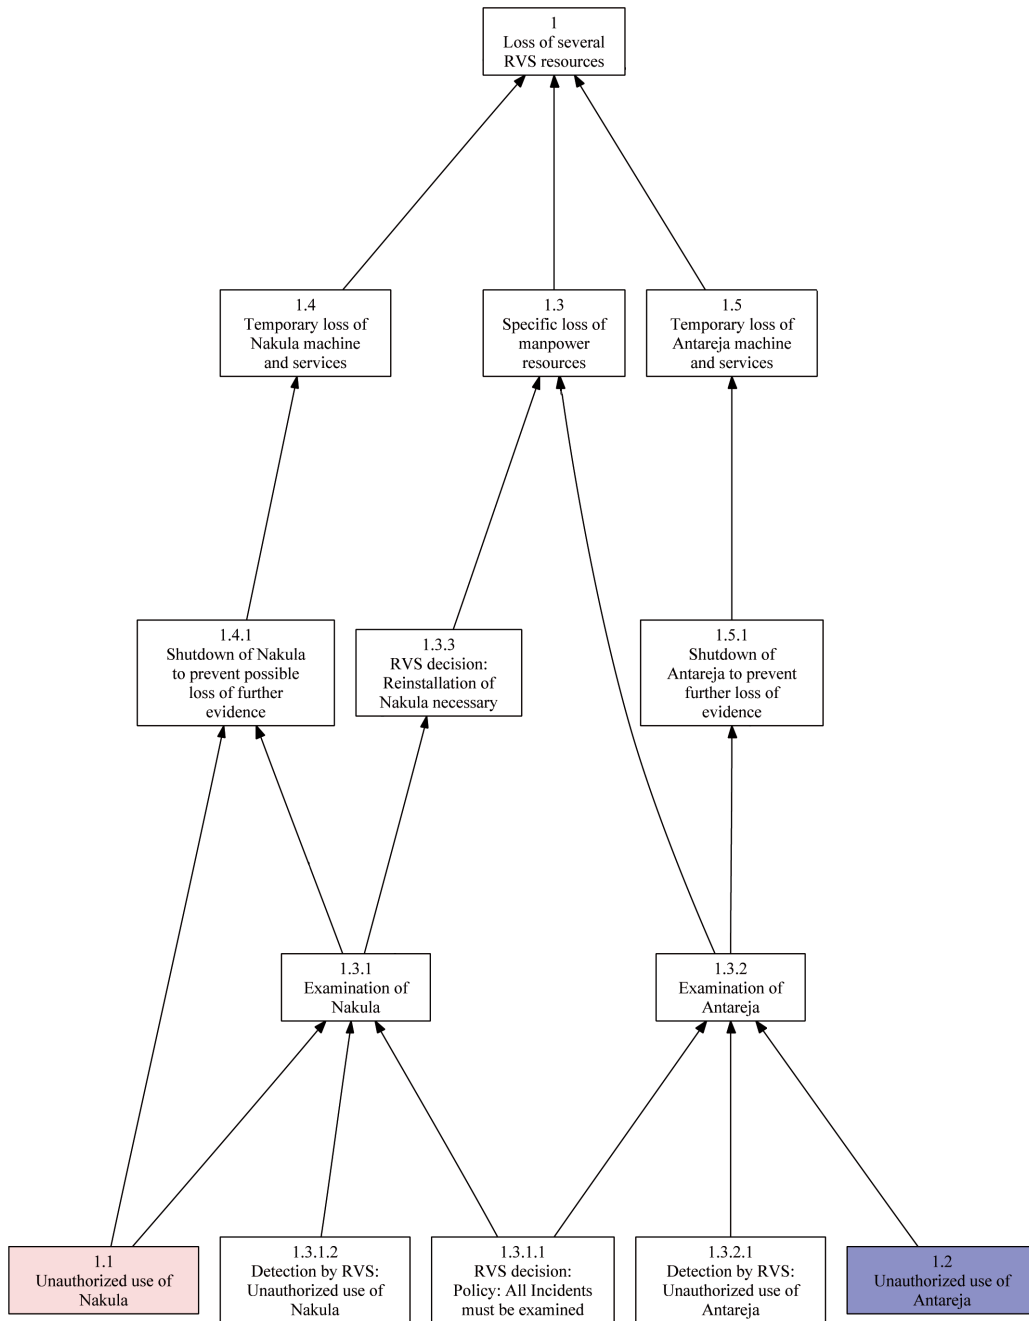 1
Loss of several
RVS resources
1.4
Temporary loss of
Nakula machine
and services
1.3
Specific loss of
manpower
resources
1.5
Temporary loss of
Antareja machine
and services
1.4.1
Shutdown of Nakula
to prevent possible
loss of further
evidence
1.3.3
RVS decision:
Reinstallation of
Nakula necessary
1.5.1
Shutdown of
Antareja to prevent
further loss of
evidence
1.3.1
Examination of
Nakula
1.3.2
Examination of
Antareja
1.1
Unauthorized use of
Nakula
1.3.1.2
Detection by RVS:
Unauthorized use of
Nakula
1.3.1.1
RVS decision:
Policy: All Incidents
must be examined
1.3.2.1
Detection by RVS:
Unauthorized use of
Antareja
1.2
Unauthorized use of
Antareja